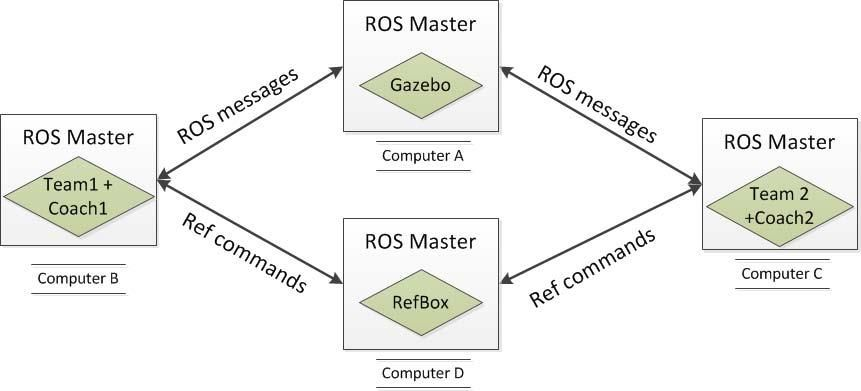 ROS Master
Gazebo
Computer A
ROS messages
ROS messages
ROS Master
Team1 +
Coach1
Computer B
ROS Master
Team 2
+Coach2
Computer C
Ref commands
Ref commands
ROS Master
RefBox
Computer D